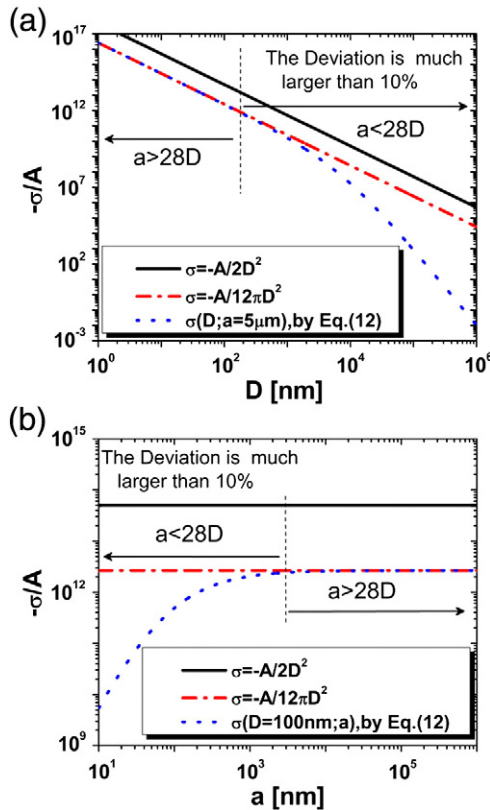 (a)
10^17
10^12
10^7
10^2
10^-3
-σ/A
The Deviation is much
larger than 10%
a>28D
a<28D
σ=-A/2D²
σ=-A/12πD²
σ(D;a=5μm),by Eq.(12)
10^0
10^2
10^4
10^6
D [nm]
(b)
10^15
10^12
10^9
-σ/A
The Deviation is much
larger than 10%
a<28D
a>28D
σ=-A/2D²
σ=-A/12πD²
σ(D=100nm;a),by Eq.(12)
10^1
10^3
10^5
a [nm]